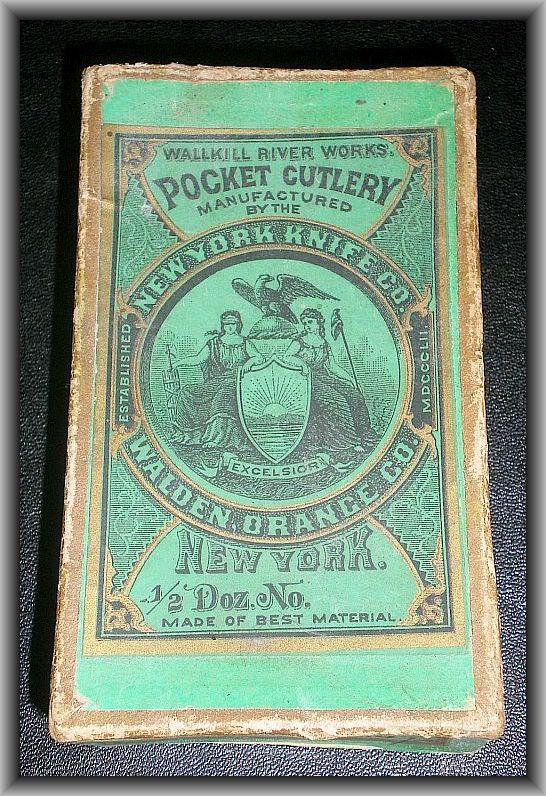 WALLKILL RIVER WORKS.
POCKET CUTLERY
MANUFACTURED
BY THE
NEW YORK KNIFE CO.
ESTABLISHED
MDCCCLII.
EXCELSIOR
WALDEN. ORANGE CO.
NEW YORK.
1/2 Doz. No.
MADE OF BEST MATERIAL.